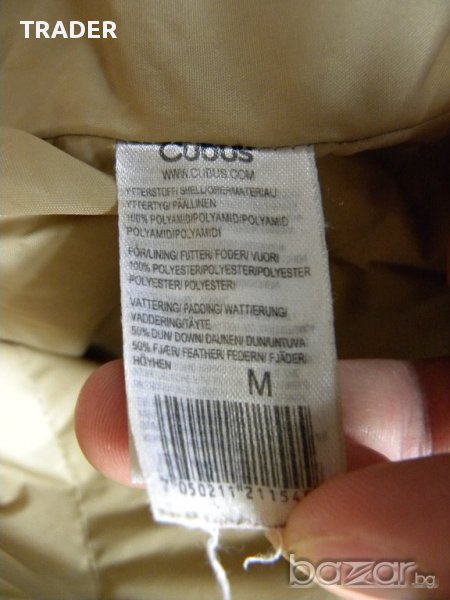 TRADER
CUBUS
WWW.CUBUS.COM
YTTERSTOFF/SHELL/OBERMATERIAL/
YTTERTYG/PÄÄLLINEN
100% POLYAMID/POLYAMID/POLYAMID
POLYAMID/POLYAMIDI
FÓR/LINING/ FUTTER/ FODER/ VUORI
100% POLYESTER/POLYESTER/POLYESTER
POLYESTER/ POLYESTERI
VATTERING/ PADDING/ WATTIERUNG/
VADDERING/TÄYTE
50% DUN/ DOWN/ DAUNEN/ DUN/UNTUVA
50% FJÆR/ FEATHER/ FEDERN/ FJÄDER/
HÖYHEN
M
7 050211 21154
bazar.bg